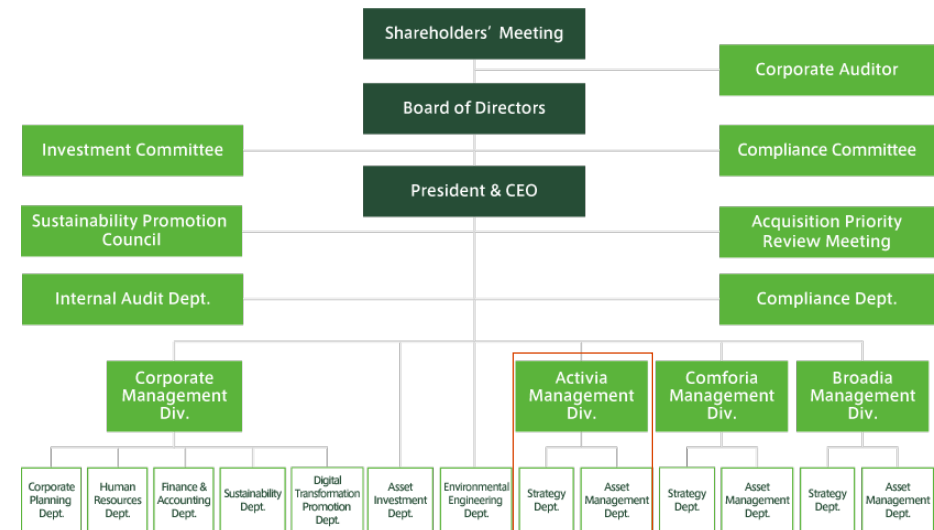 Shareholders' Meeting
Corporate Auditor
Board of Directors
Investment Committee
Compliance Committee
President & CEO
Sustainability Promotion
Council
Acquisition Priority
Review Meeting
Internal Audit Dept.
Compliance Dept.
Corporate
Management
Div.
Activia
Management
Div.
Comforia
Management
Div.
Broadia
Management
Div.
Corporate
Planning
Dept.
Human
Resources
Dept.
Finance &
Accounting
Dept.
Sustainability
Dept.
Digital
Transformation
Promotion
Dept.
Asset
Investment
Dept.
Environmental
Engineering
Dept.
Strategy
Dept.
Asset
Management
Dept.
Strategy
Dept.
Asset
Management
Dept.
Strategy
Dept.
Asset
Management
Dept.